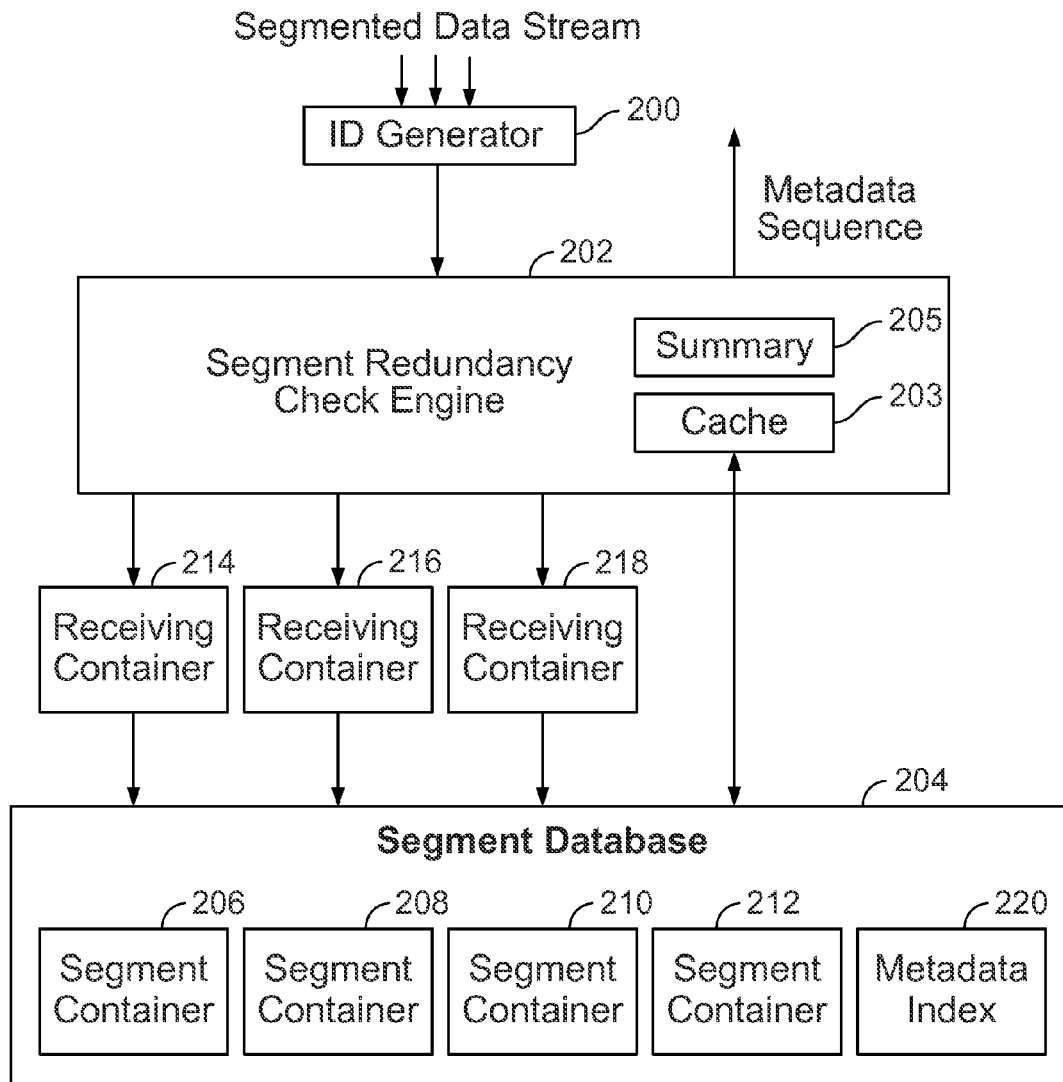 Segmented Data Stream
200
ID Generator
Metadata
Sequence
202
205
Summary
Segment Redundancy
Check Engine
203
Cache
214
216
218
Receiving
Container
Receiving
Container
Receiving
Container
204
Segment Database
206
208
210
212
220
Segment
Container
Segment
Container
Segment
Container
Segment
Container
Metadata
Index